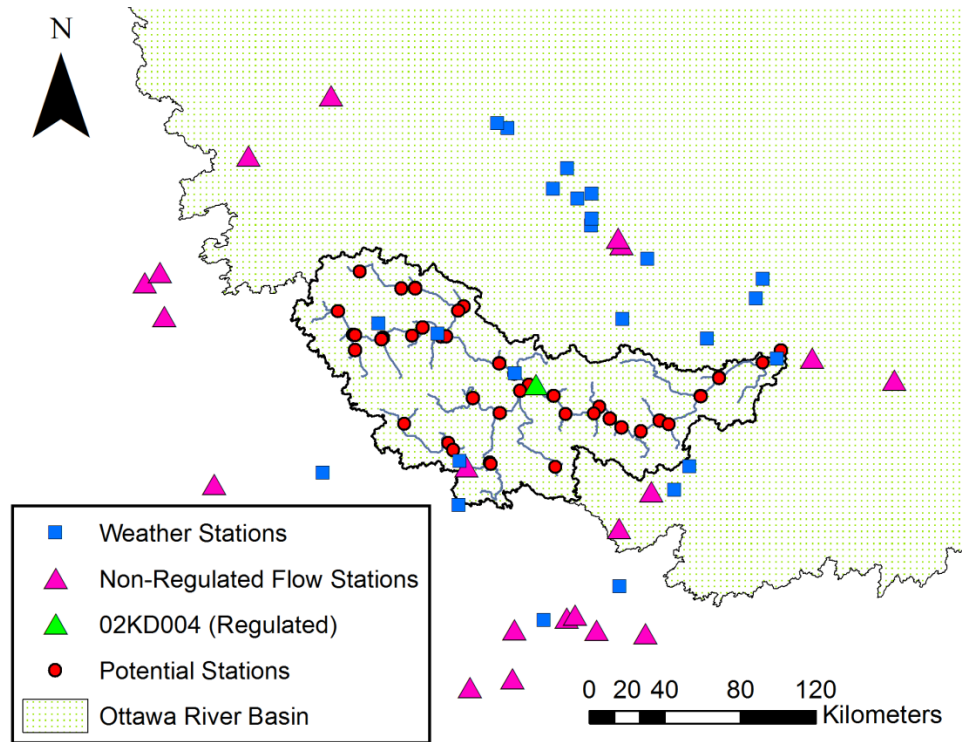 N
Weather Stations
Non-Regulated Flow Stations
02KD004 (Regulated)
Potential Stations
Ottawa River Basin
0 20 40 80 120
Kilometers